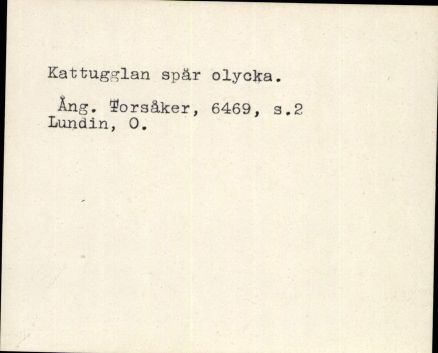 Kattugglan spår olycka.
Ång. Torsåker, 6469, s.2
Lundin, O.